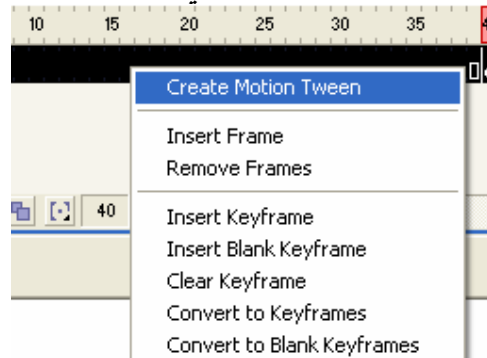 10 15 20 25 30 35
Create Motion Tween
Insert Frame
Remove Frames
40
Insert Keyframe
Insert Blank Keyframe
Clear Keyframe
Convert to Keyframes
Convert to Blank Keyframes